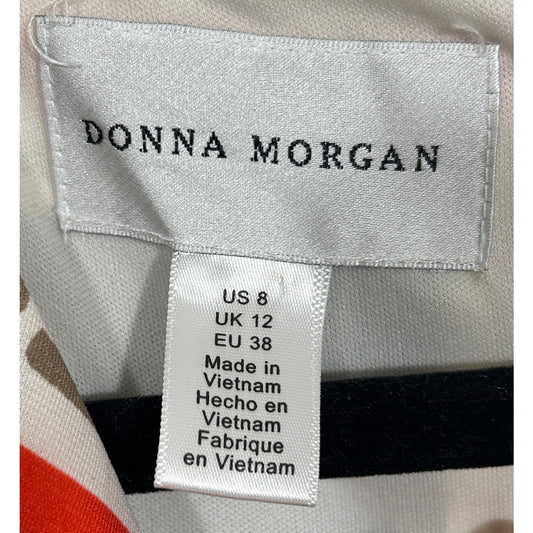 DONNA MORGAN
US 8
UK 12
EU 38
Made in
Vietnam
Hecho en
Vietnam
Fabrique
en Vietnam